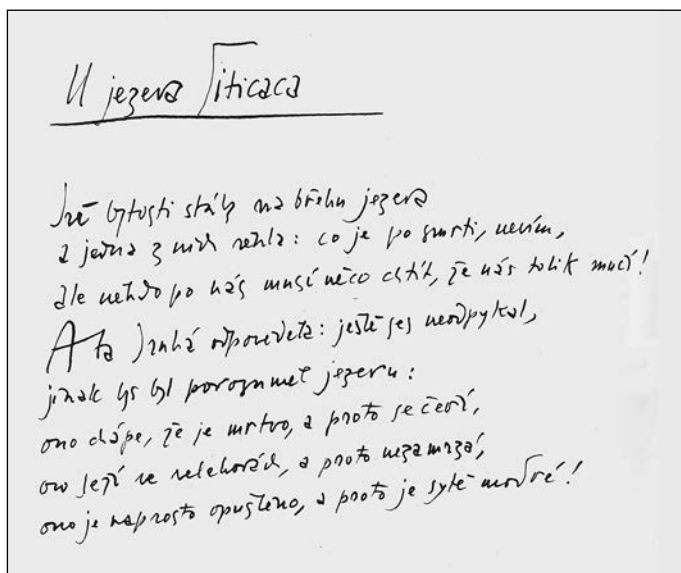 U jezera Titicaca
Dvě bytosti stály na břehu jezera
a jedna z nich řekla: co je po smrti, nevím,
ale někdo po nás musí něco chtít, že nás tolik mučí!
A ta druhá odpověděla: ještě jsi neodpykal,
jinak bys byl porozuměl jezeru:
ono chápe, že je mrtvo, a proto se čeří,
ono leží ve velehorách, a proto nezamrzá,
ono je naprosto opuštěno, a proto je sytě modré!